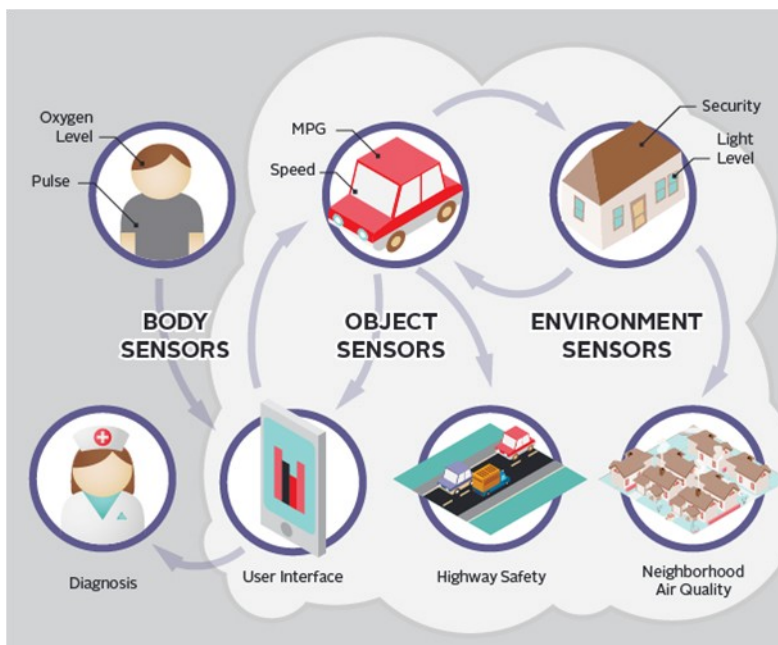 Oxygen
Level
Pulse
MPG
Speed
Security
Light
Level
BODY
SENSORS
OBJECT
SENSORS
ENVIRONMENT
SENSORS
Diagnosis
User Interface
Highway Safety
Neighborhood
Air Quality